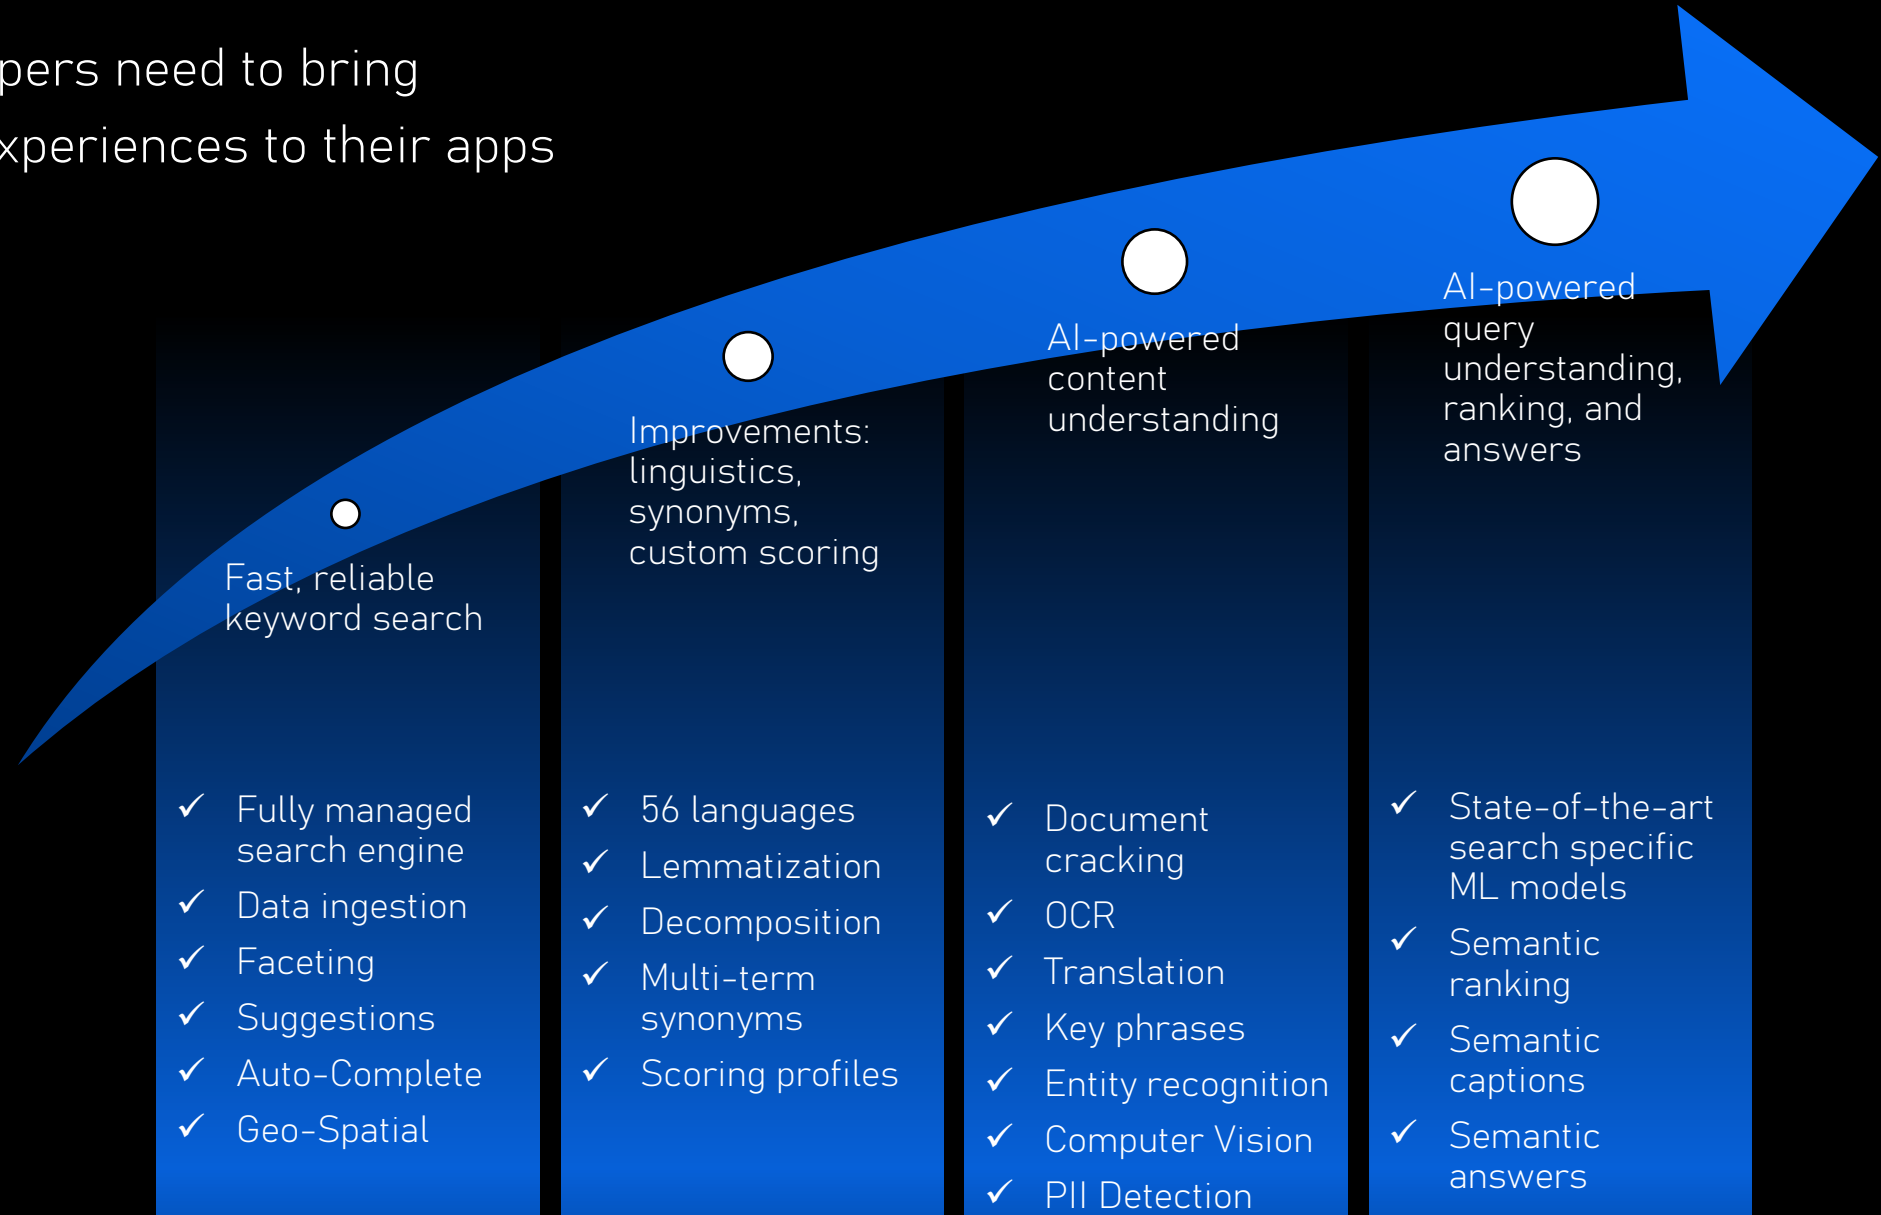 pers need to bring
xperiences to their apps
Fast, reliable
keyword search
✓ Fully managed
search engine
✓ Data ingestion
✓ Faceting
✓ Suggestions
✓ Auto-Complete
✓ Geo-Spatial
Improvements:
linguistics,
synonyms,
custom scoring
✓ 56 languages
✓ Lemmatization
✓ Decomposition
✓ Multi-term
synonyms
✓ Scoring profiles
AI-powered
content
understanding
✓ Document
cracking
✓ OCR
✓ Translation
✓ Key phrases
✓ Entity recognition
✓ Computer Vision
✓ PII Detection
AI-powered
query
understanding,
ranking, and
answers
✓ State-of-the-art
search specific
ML models
✓ Semantic
ranking
✓ Semantic
captions
✓ Semantic
answers